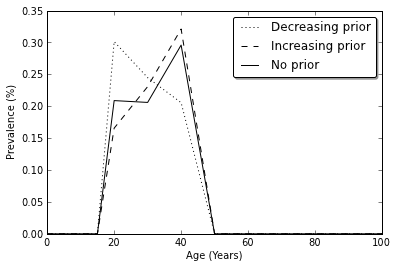 0.35
0.30
0.25
0.20
0.15
0.10
0.05
0.00
Prevalence (%)
Decreasing prior
Increasing prior
No prior
0 20 40 60 80 100
Age (Years)